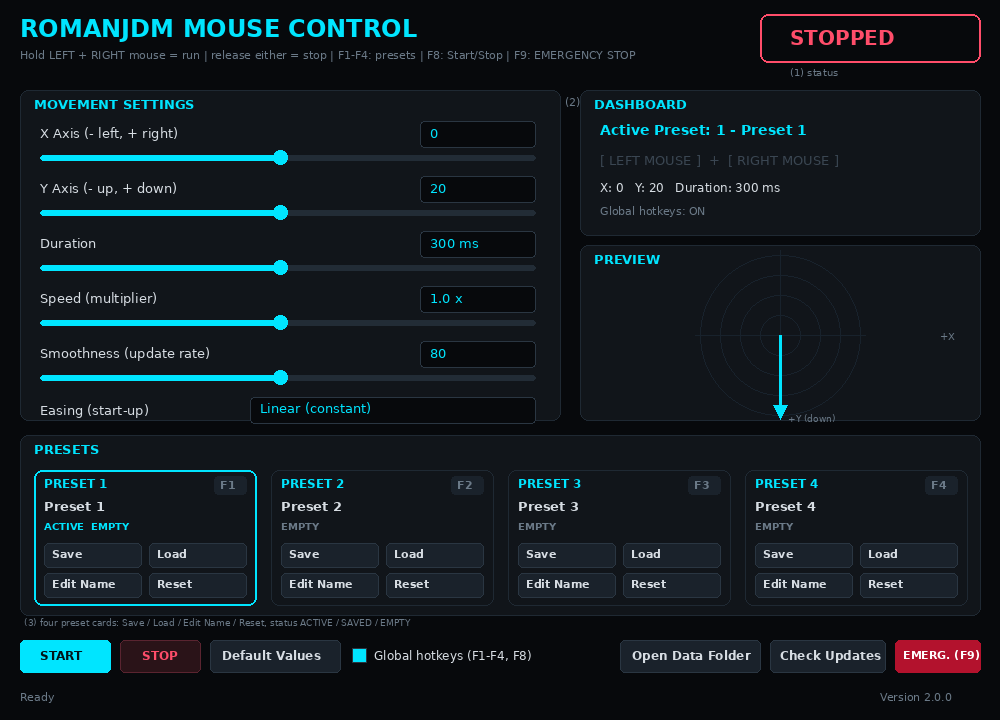 ROMANJDM MOUSE CONTROL
Hold LEFT + RIGHT mouse = run | release either = stop | F1-F4: presets | F8: Start/Stop | F9: EMERGENCY STOP
STOPPED
(1) status
MOVEMENT SETTINGS
(2)
X Axis (- left, + right)
0
Y Axis (- up, + down)
20
Duration
300 ms
Speed (multiplier)
1.0 x
Smoothness (update rate)
80
Easing (start-up)
Linear (constant)
DASHBOARD
Active Preset: 1 - Preset 1
[ LEFT MOUSE ] + [ RIGHT MOUSE ]
X: 0 Y: 20 Duration: 300 ms
Global hotkeys: ON
PREVIEW
+X
+Y (down)
PRESETS
PRESET 1
F1
Preset 1
ACTIVE EMPTY
Save
Load
Edit Name
Reset
PRESET 2
F2
Preset 2
EMPTY
Save
Load
Edit Name
Reset
PRESET 3
F3
Preset 3
EMPTY
Save
Load
Edit Name
Reset
PRESET 4
F4
Preset 4
EMPTY
Save
Load
Edit Name
Reset
(3) four preset cards: Save / Load / Edit Name / Reset, status ACTIVE / SAVED / EMPTY
START
STOP
Default Values
Global hotkeys (F1-F4, F8)
Open Data Folder
Check Updates
EMERG. (F9)
Ready
Version 2.0.0